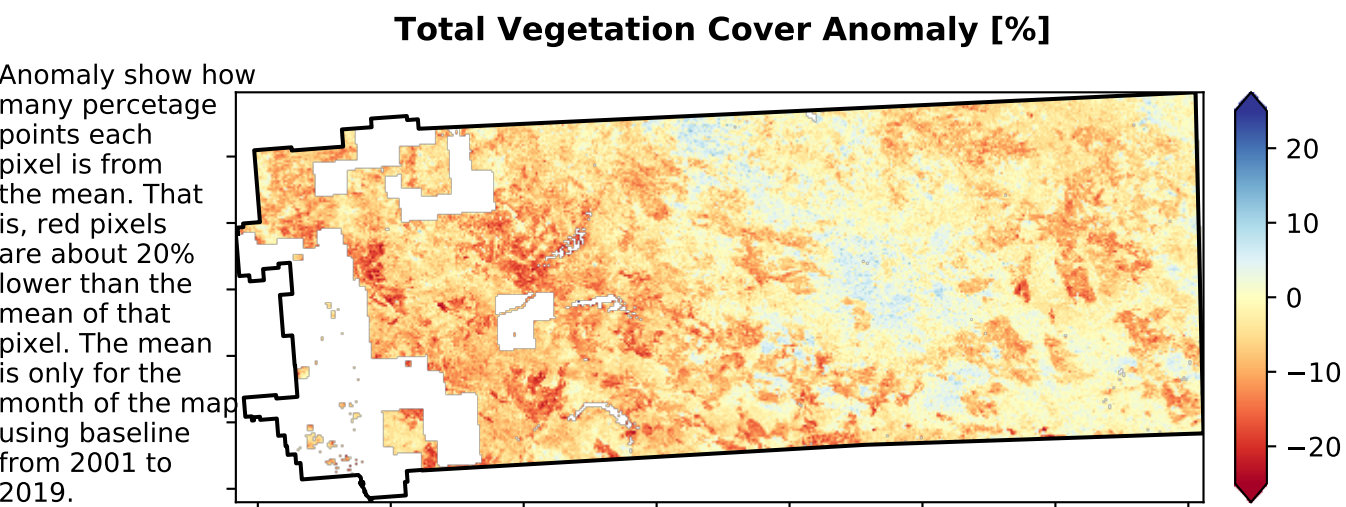 Total Vegetation Cover Anomaly [%]
Anomaly show how
many percetage
points each
pixel is from
the mean. That
is, red pixels
are about 20%
lower than the
mean of that
pixel. The mean
is only for the
month of the map
using baseline
from 2001 to
2019.
20
10
0
−10
−20